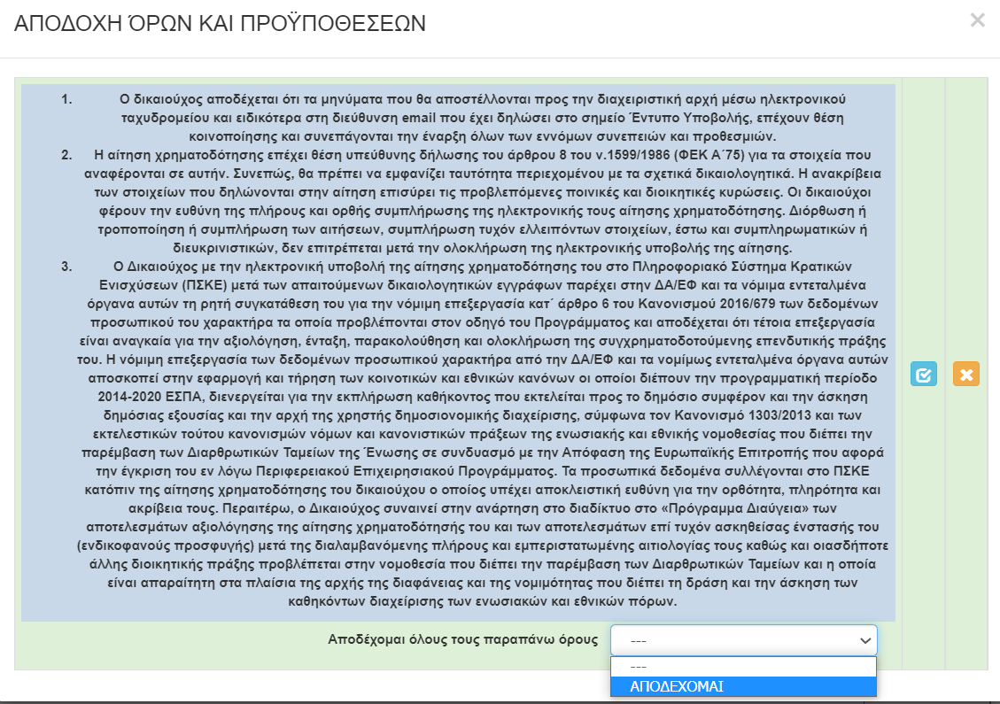 ΑΠΟΔΟΧΗ ΌΡΩΝ ΚΑΙ ΠΡΟΫΠΟΘΕΣΕΩΝ
×
1. Ο δικαιούχος αποδέχεται ότι τα μηνύματα που θα αποστέλλονται προς την διαχειριστική αρχή μέσω ηλεκτρονικού
ταχυδρομείου και ειδικότερα στη διεύθυνση email που έχει δηλώσει στο σημείο Έντυπο Υποβολής, επέχουν θέση
κοινοποίησης και συνεπάγονται την έναρξη όλων των εννόμων συνεπειών και προθεσμιών.
2. Η αίτηση χρηματοδότησης επέχει θέση υπεύθυνης δήλωσης του άρθρου 8 του ν.1599/1986 (ΦΕΚ Α΄75) για τα στοιχεία που
αναφέρονται σε αυτήν. Συνεπώς, θα πρέπει να εμφανίζει ταυτότητα περιεχομένου με τα σχετικά δικαιολογητικά. Η ανακρίβεια
των στοιχείων που δηλώνονται στην αίτηση επισύρει τις προβλεπόμενες ποινικές και διοικητικές κυρώσεις. Οι δικαιούχοι
φέρουν την ευθύνη της πλήρους και ορθής συμπλήρωσης της ηλεκτρονικής τους αίτησης χρηματοδότησης. Διόρθωση ή
τροποποίηση ή συμπλήρωση των αιτήσεων, συμπλήρωση τυχόν ελλειπόντων στοιχείων, έστω και συμπληρωματικών ή
διευκρινιστικών, δεν επιτρέπεται μετά την ολοκλήρωση της ηλεκτρονικής υποβολής της αίτησης.
3. Ο Δικαιούχος με την ηλεκτρονική υποβολή της αίτησης χρηματοδότησης του στο Πληροφοριακό Σύστημα Κρατικών
Ενισχύσεων (ΠΣΚΕ) μετά των απαιτούμενων δικαιολογητικών εγγράφων παρέχει στην ΔΑ/ΕΦ και τα νόμιμα εντεταλμένα
όργανα αυτών τη ρητή συγκατάθεση του για την νόμιμη επεξεργασία κατ΄ άρθρο 6 του Κανονισμού 2016/679 των δεδομένων
προσωπικού του χαρακτήρα τα οποία προβλέπονται στον οδηγό του Προγράμματος και αποδέχεται ότι τέτοια επεξεργασία
είναι αναγκαία για την αξιολόγηση, ένταξη, παρακολούθηση και ολοκλήρωση της συγχρηματοδοτούμενης επενδυτικής πράξης
του. Η νόμιμη επεξεργασία των δεδομένων προσωπικού χαρακτήρα από την ΔΑ/ΕΦ και τα νομίμως εντεταλμένα όργανα αυτών
αποσκοπεί στην εφαρμογή και τήρηση των κοινοτικών και εθνικών κανόνων οι οποίοι διέπουν την προγραμματική περίοδο
2014-2020 ΕΣΠΑ, διενεργείται για την εκπλήρωση καθήκοντος που εκτελείται προς το δημόσιο συμφέρον και την άσκηση
δημόσιας εξουσίας και την αρχή της χρηστής δημοσιονομικής διαχείρισης, σύμφωνα τον Κανονισμό 1303/2013 και των
εκτελεστικών τούτου κανονισμών νόμων και κανονιστικών πράξεων της ενωσιακής και εθνικής νομοθεσίας που διέπει την
παρέμβαση των Διαρθρωτικών Ταμείων της Ένωσης σε συνδυασμό με την Απόφαση της Ευρωπαϊκής Επιτροπής που αφορά
την έγκριση του εν λόγω Περιφερειακού Επιχειρησιακού Προγράμματος. Τα προσωπικά δεδομένα συλλέγονται στο ΠΣΚΕ
κατόπιν της αίτησης χρηματοδότησης του δικαιούχου ο οποίος υπέχει αποκλειστική ευθύνη για την ορθότητα, πληρότητα και
ακρίβεια τους. Περαιτέρω, ο Δικαιούχος συναινεί στην ανάρτηση στο διαδίκτυο στο «Πρόγραμμα Διαύγεια» των
αποτελεσμάτων αξιολόγησης της αίτησης χρηματοδότησής του και των αποτελεσμάτων επί τυχόν ασκηθείσας ένστασής του
(ενδικοφανούς προσφυγής) μετά της διαλαμβανόμενης πλήρους και εμπεριστατωμένης αιτιολογίας τους καθώς και οιασδήποτε
άλλης διοικητικής πράξης προβλέπεται στην νομοθεσία που διέπει την παρέμβαση των Διαρθρωτικών Ταμείων και η οποία
είναι απαραίτητη στα πλαίσια της αρχής της διαφάνειας και της νομιμότητας που διέπει τη δράση και την άσκηση των
καθηκόντων διαχείρισης των ενωσιακών και εθνικών πόρων.
Αποδέχομαι όλους τους παραπάνω όρους ---
---
ΑΠΟΔΕΧΟΜΑΙ